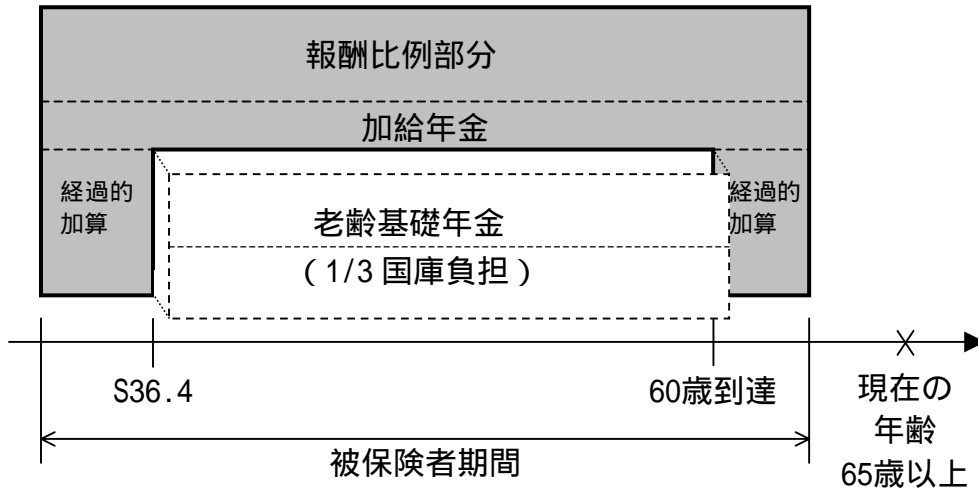 報酬比例部分
加給年金
経過的
加算
老齢基礎年金
(1/3国庫負担)
経過的
加算
S36.4
60歳到達
現在の
年齢
65歳以上
被保険者期間